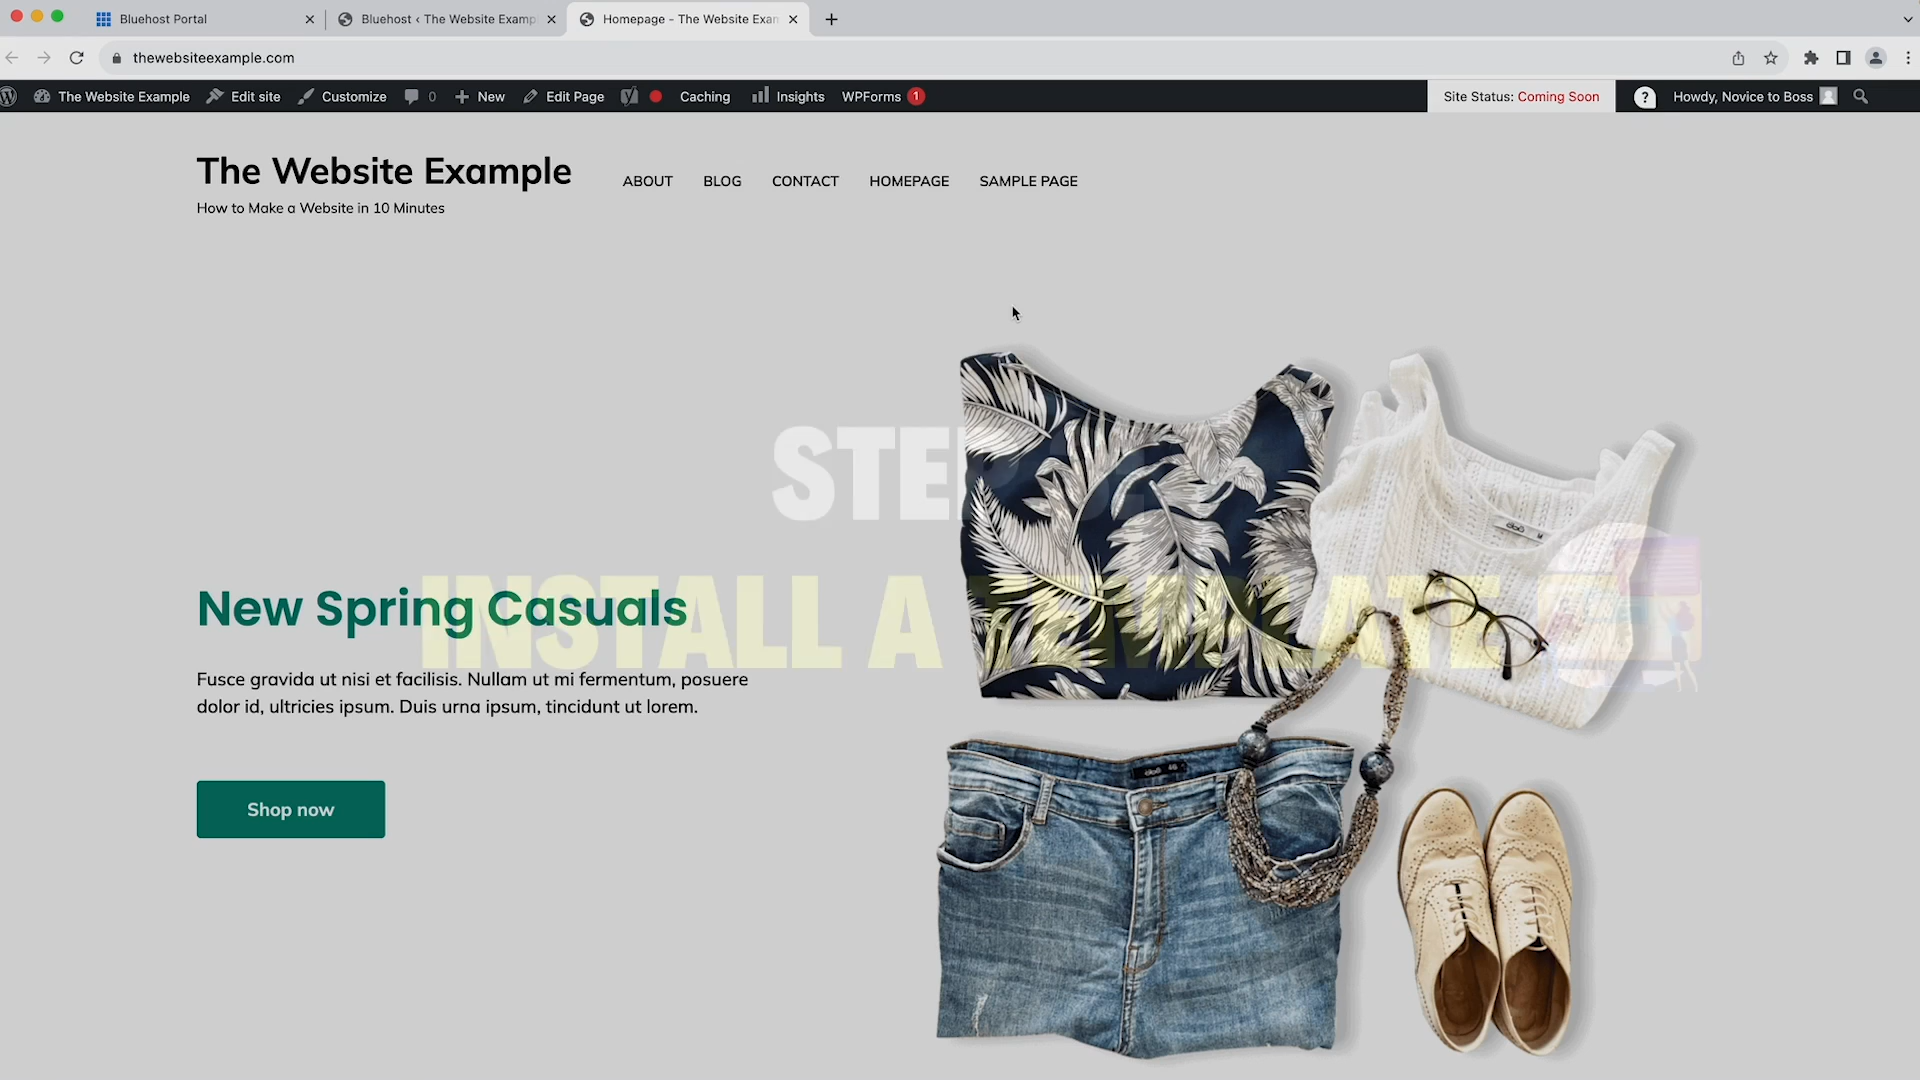 Bluehost Portal
Bluehost ‹ The Website Examp
Homepage - The Website Exan
thewebsiteexample.com
The Website Example
Edit site
Customize
0
New
Edit Page
Caching
Insights
WPForms 1
Site Status: Coming Soon
Howdy, Novice to Boss
The Website Example
How to Make a Website in 10 Minutes
ABOUT
BLOG
CONTACT
HOMEPAGE
SAMPLE PAGE
STEP
INSTALL A TEMPLATE
New Spring Casuals
Fusce gravida ut nisi et facilisis. Nullam ut mi fermentum, posuere
dolor id, ultricies ipsum. Duis urna ipsum, tincidunt ut lorem.
Shop now